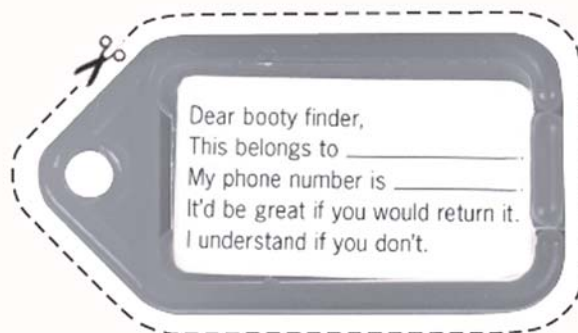 Dear booty finder,
This belongs to ____________.
My phone number is _________.
It'd be great if you would return it.
I understand if you don't.